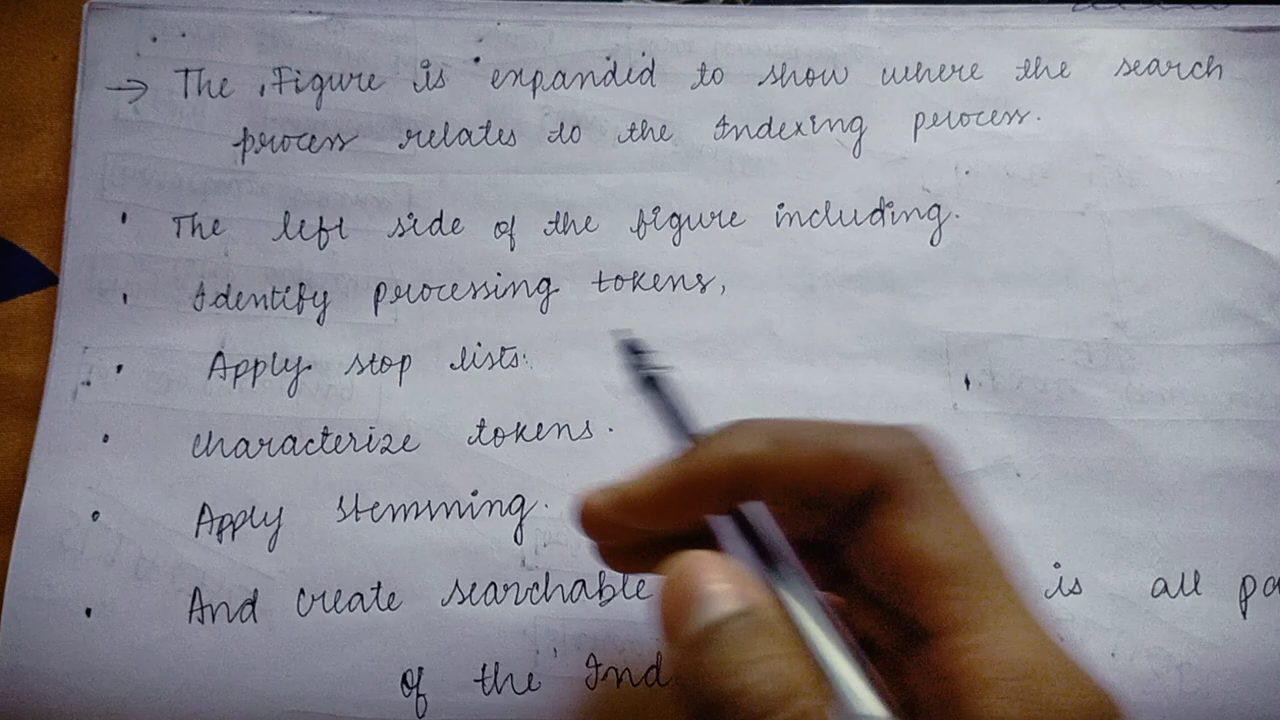 → The Figure is expanded to show where the search
process relates to the Indexing process.
• The left side of the figure including.
• Identify processing tokens,
• Apply stop lists.
• characterize tokens.
• Apply stemming.
• And create searchable is all
of the